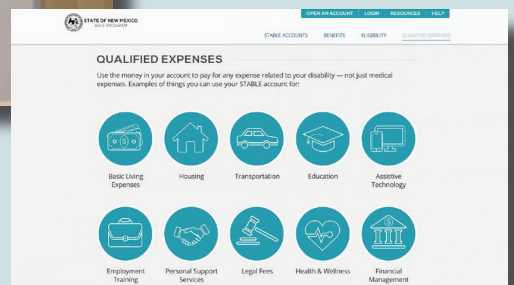 OPEN AN ACCOUNT LOGIN RESOURCES HELP
STATE OF NEW MEXICO
ABLE PROGRAM
STABLE ACCOUNTS BENEFITS ELIGIBILITY QUALIFIED EXPENSES
QUALIFIED EXPENSES
Use the money in your account to pay for any expense related to your disability — not just medical
expenses. Examples of things you can use your STABLE account for:
Basic Living
Expenses
Housing
Transportation
Education
Assistive
Technology
Employment
Training
Personal Support
Services
Legal Fees
Health & Wellness
Financial
Management